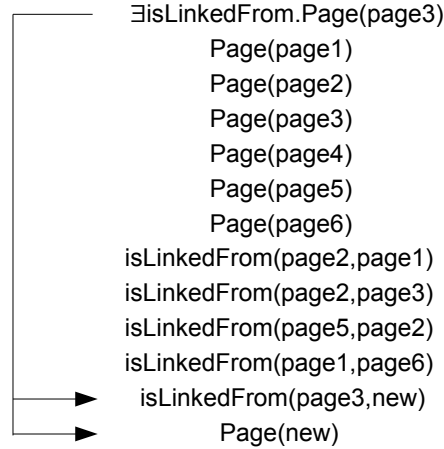 ∃isLinkedFrom.Page(page3)
Page(page1)
Page(page2)
Page(page3)
Page(page4)
Page(page5)
Page(page6)
isLinkedFrom(page2,page1)
isLinkedFrom(page2,page3)
isLinkedFrom(page5,page2)
isLinkedFrom(page1,page6)
isLinkedFrom(page3,new)
Page(new)